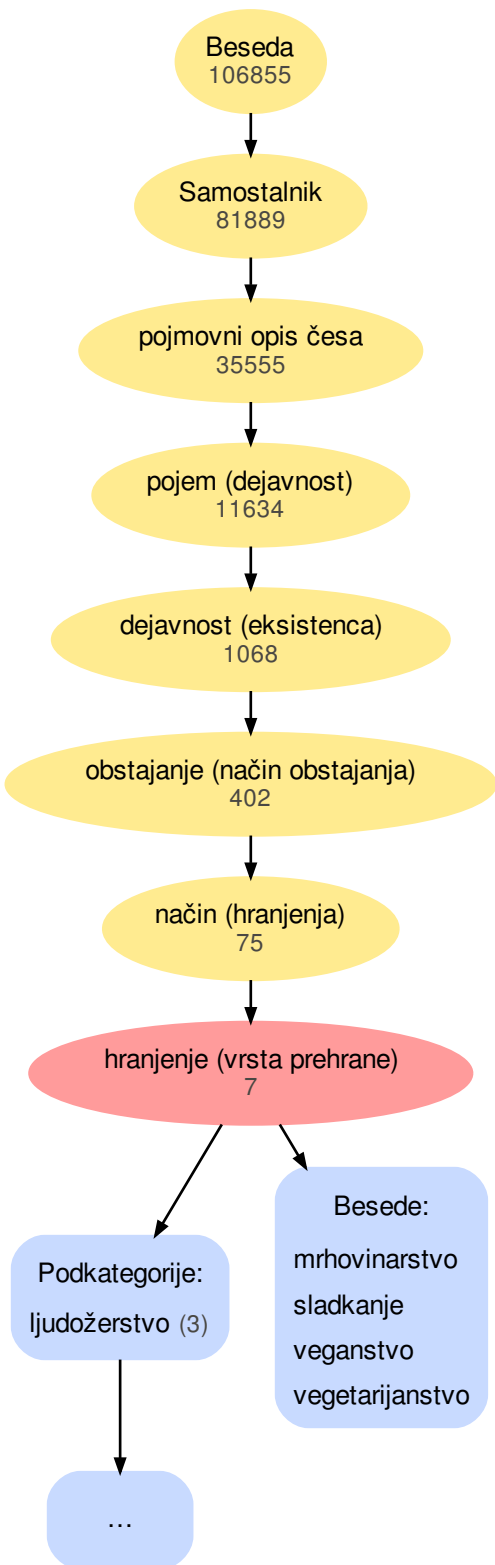 Beseda
106855
Samostalnik
81889
pojmovni opis česa
35555
pojem (dejavnost)
11634
dejavnost (eksistenca)
1068
obstajanje (način obstajanja)
402
način (hranjenja)
75
hranjenje (vrsta prehrane)
7
Podkategorije:
ljudožerstvo (3)
Besede:
mrhovinarstvo
sladkanje
veganstvo
vegetarijanstvo
…